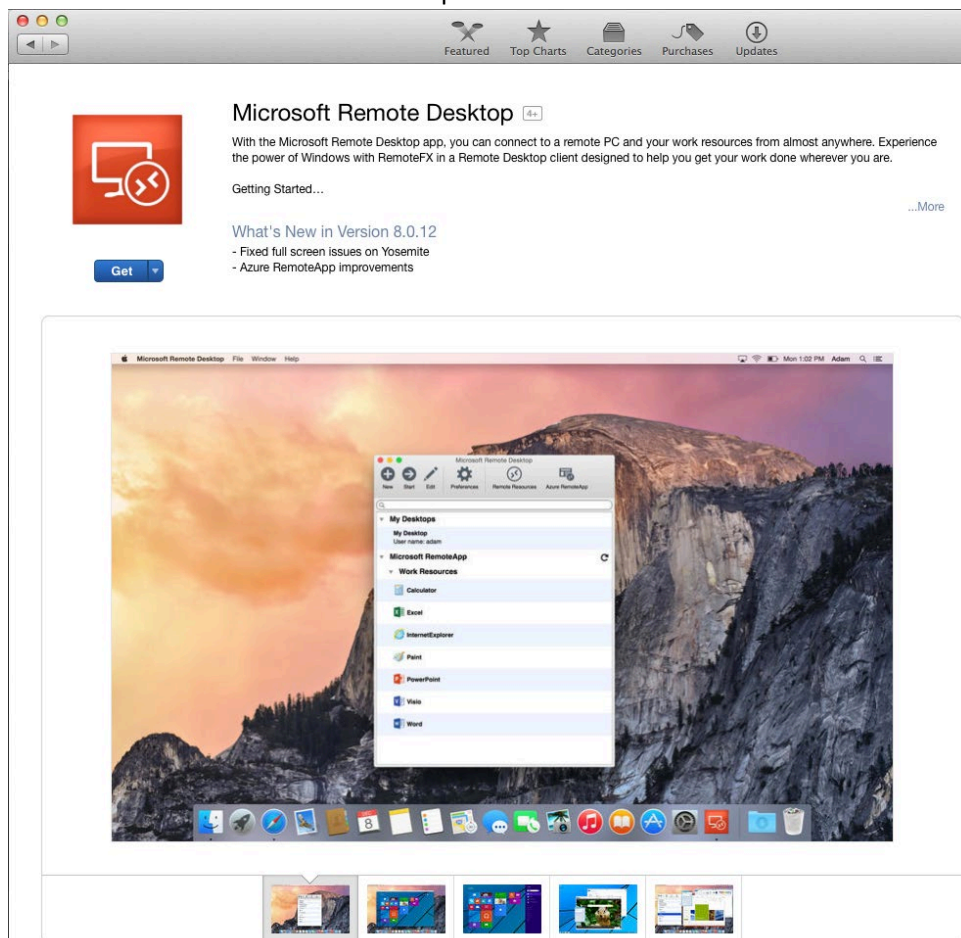 Featured Top Charts Categories Purchases Updates
Microsoft Remote Desktop 4+
With the Microsoft Remote Desktop app, you can connect to a remote PC and your work resources from almost anywhere. Experience
the power of Windows with RemoteFX in a Remote Desktop client designed to help you get your work done wherever you are.
Getting Started...
...More
What's New in Version 8.0.12
- Fixed full screen issues on Yosemite
- Azure RemoteApp improvements
Get
Microsoft Remote Desktop File Window Help Mon 1:02 PM Adam
Microsoft Remote Desktop
New Start Edit Preferences Remote Resources Azure RemoteApp
My Desktops
My Desktop
User name: adam
Microsoft RemoteApp
Work Resources
Calculator
Excel
InternetExplorer
Paint
PowerPoint
Visio
Word
8